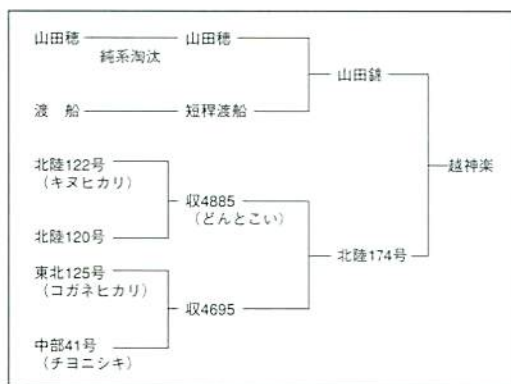 山田穂 山田穂
純系淘汰
山田錦
渡 船 短稈渡船
越神楽
北陸122号
（キヌヒカリ）
収4885
（どんとこい）
北陸120号
東北125号
（コガネヒカリ）
北陸174号
収4695
中部41号
（チヨニシキ）